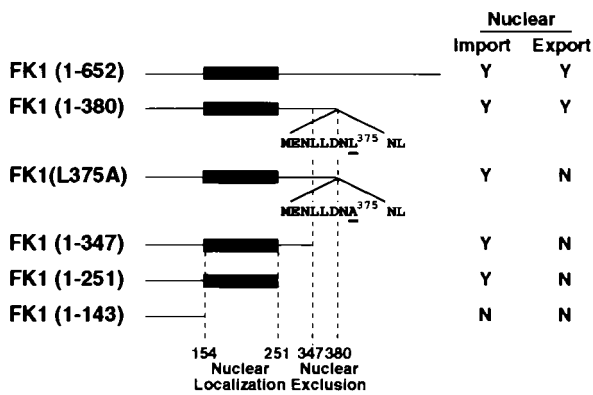 Nuclear
Import Export
FK1 (1-652) Y Y
FK1 (1-380) Y Y
MENLLDNL375 NL
FK1(L375A) Y N
MENLLDNA375 NL
FK1 (1-347) Y N
FK1 (1-251) Y N
FK1 (1-143) N N
154 251 347 380
Nuclear Nuclear
Localization Exclusion